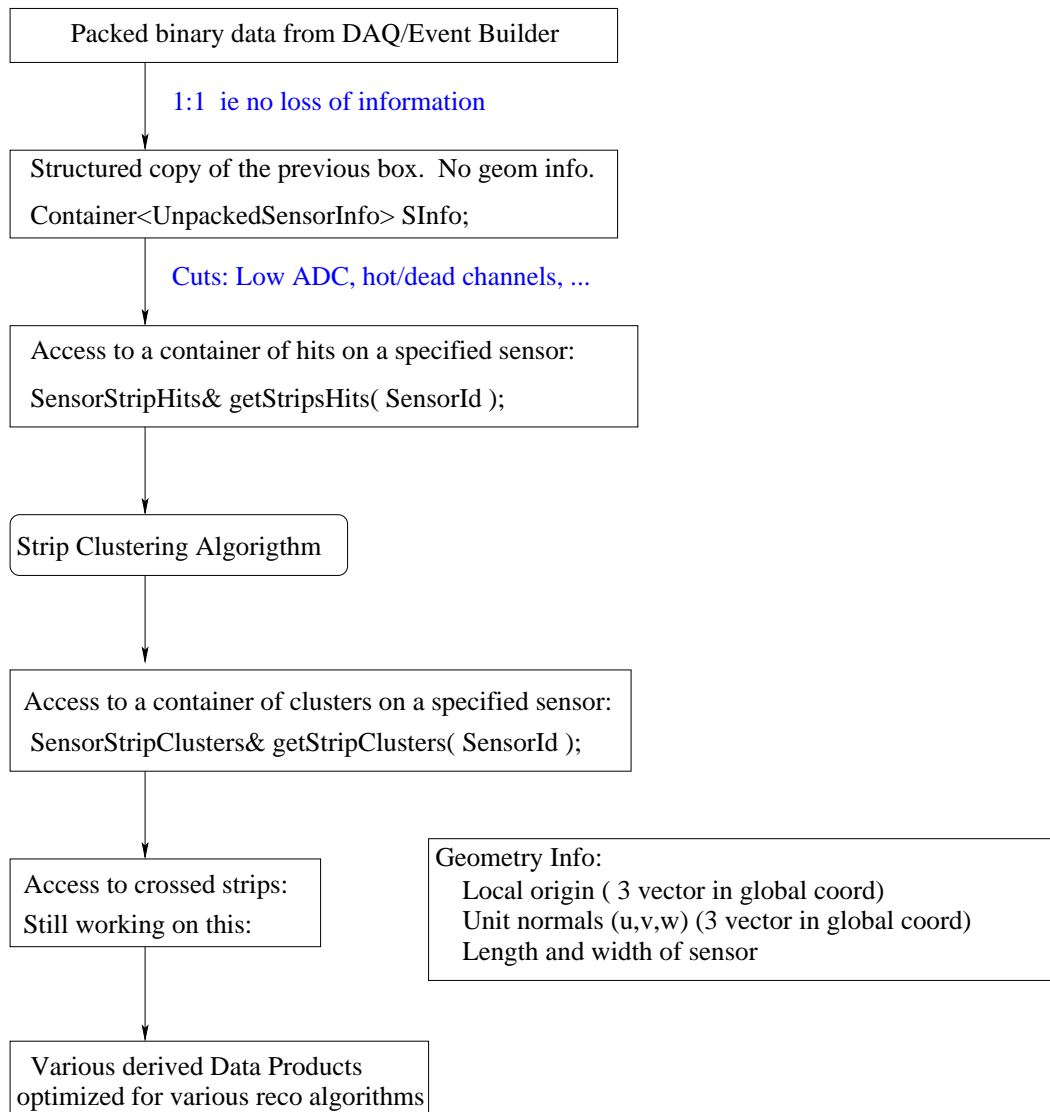 Packed binary data from DAQ/Event Builder
1:1 ie no loss of information
Structured copy of the previous box. No geom info.
Container<UnpackedSensorInfo> SInfo;
Cuts: Low ADC, hot/dead channels, ...
Access to a container of hits on a specified sensor:
SensorStripHits& getStripsHits( SensorId );
Strip Clustering Algorigthm
Access to a container of clusters on a specified sensor:
SensorStripClusters& getStripClusters( SensorId );
Access to crossed strips:
Still working on this:
Geometry Info:
Local origin ( 3 vector in global coord)
Unit normals (u,v,w) (3 vector in global coord)
Length and width of sensor
Various derived Data Products
optimized for various reco algorithms